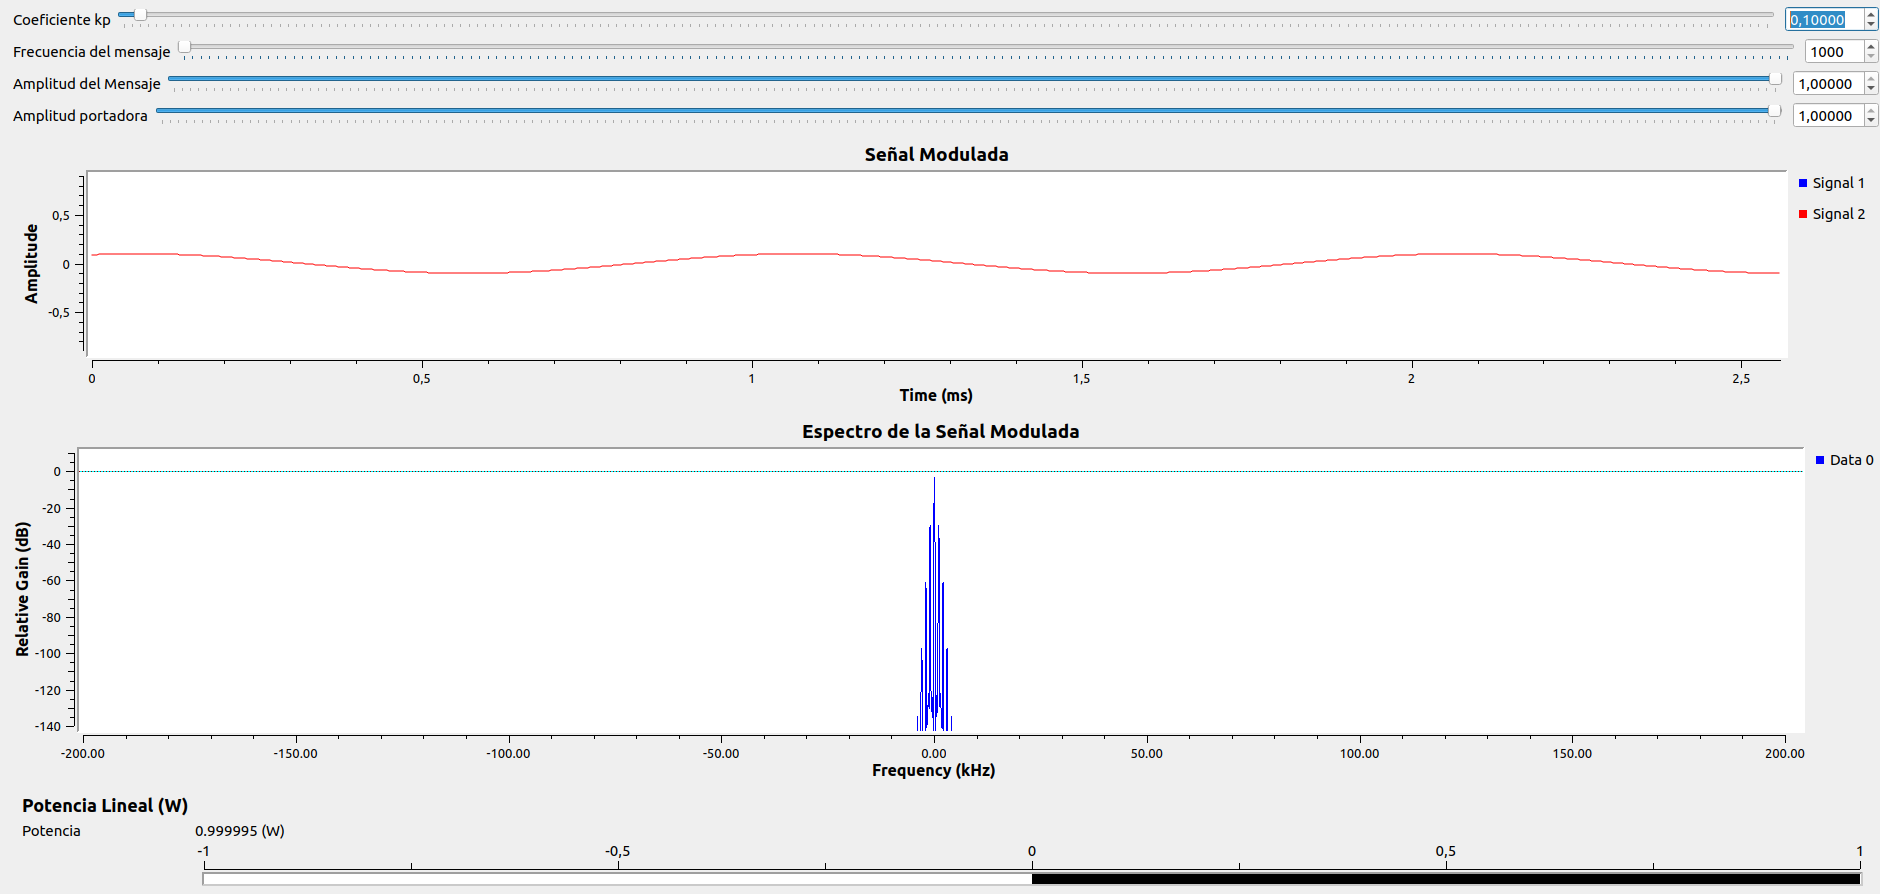 Coeficiente kp 0,10000
Frecuencia del mensaje 1000
Amplitud del Mensaje 1,00000
Amplitud portadora 1,00000
Señal Modulada
Signal 1
Signal 2
Amplitude
0,5
0
-0,5
0 0,5 1 1,5 2 2,5
Time (ms)
Espectro de la Señal Modulada
Data 0
Relative Gain (dB)
0
-20
-40
-60
-80
-100
-120
-140
-200.00 -150.00 -100.00 -50.00 0.00 50.00 100.00 150.00 200.00
Frequency (kHz)
Potencia Lineal (W)
Potencia 0.999995 (W)
-1 -0,5 0 0,5 1